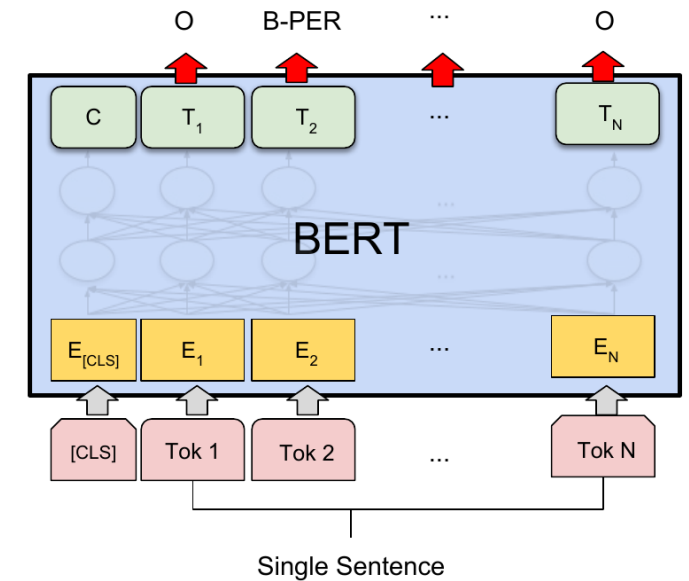 O B-PER ... O
C T1 T2 ... TN
...
BERT
...
E[CLS] E1 E2 ... EN
[CLS] Tok 1 Tok 2 ... Tok N
Single Sentence